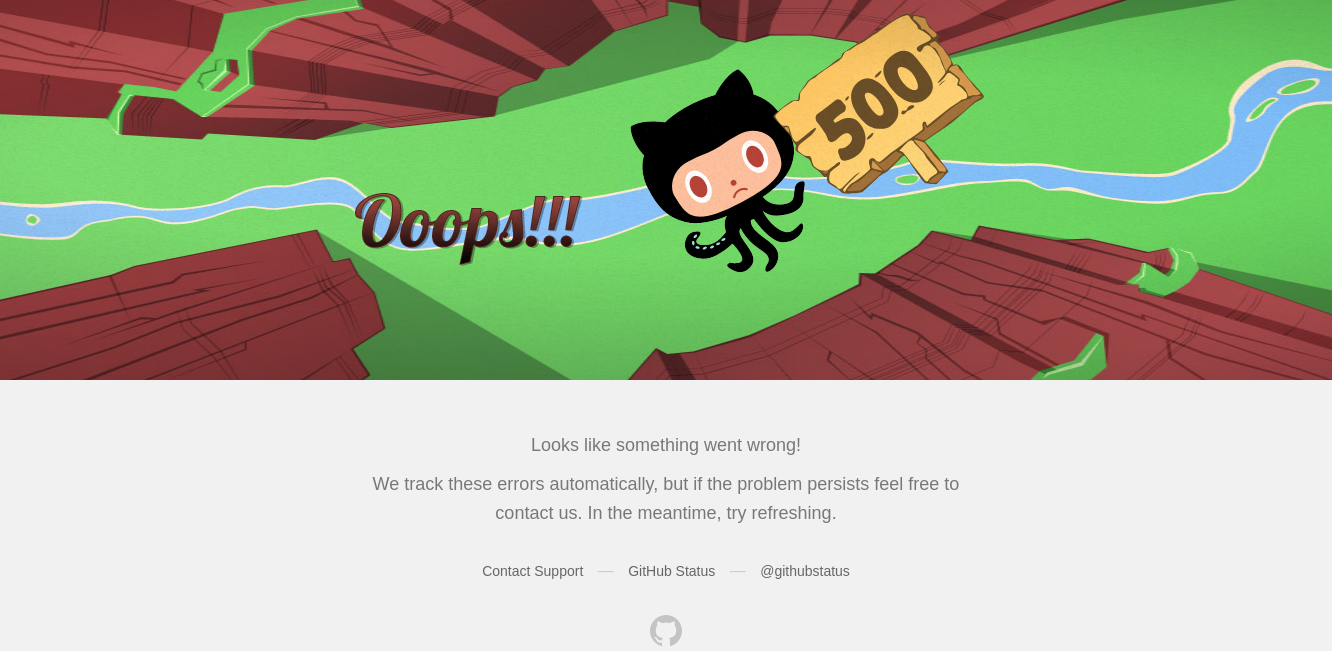 500
Ooops!!!
Looks like something went wrong!
We track these errors automatically, but if the problem persists feel free to
contact us. In the meantime, try refreshing.
Contact Support — GitHub Status — @githubstatus